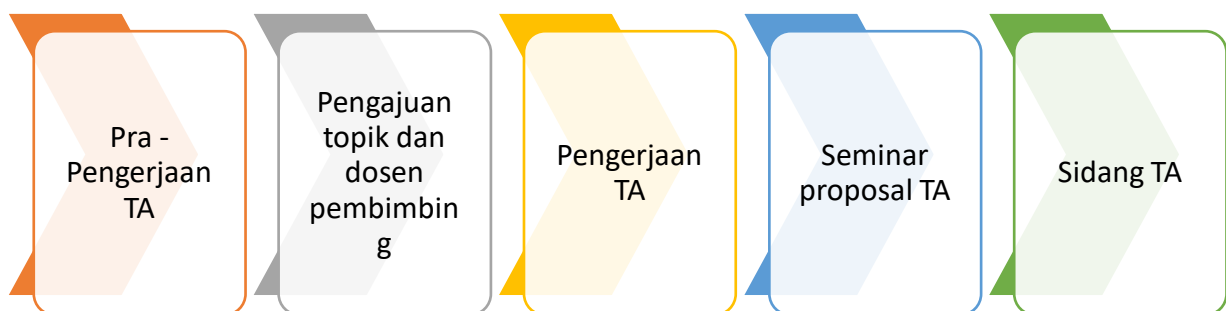 Pra -
Pengerjaan
TA
Pengajuan
topik dan
dosen
pembimbin
g
Pengerjaan
TA
Seminar
proposal TA
Sidang TA